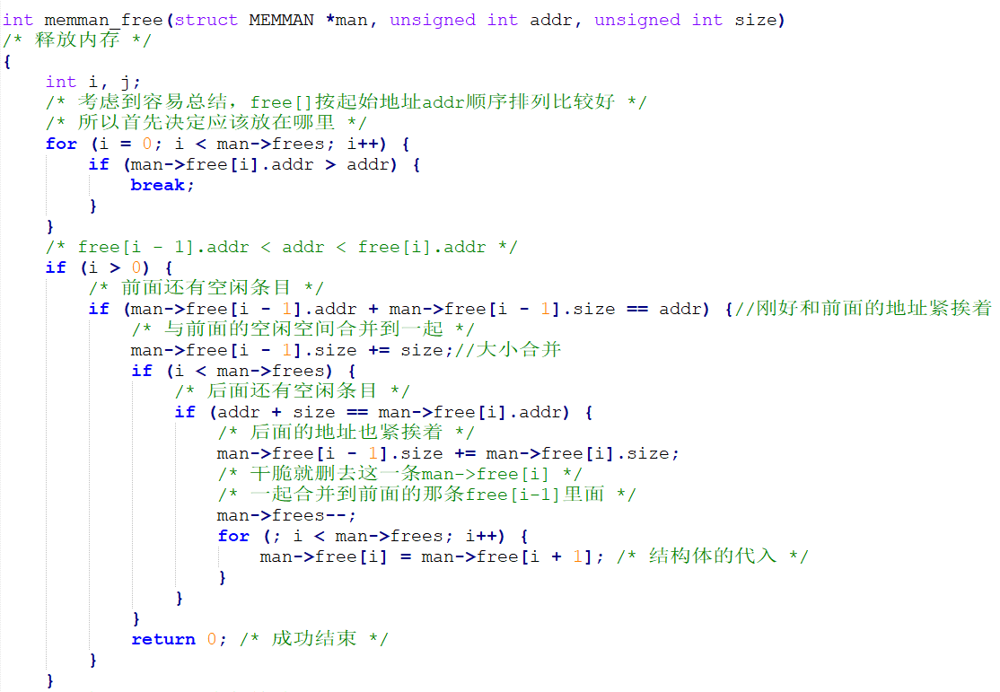 int memman_free(struct MEMMAN *man, unsigned int addr, unsigned int size)
/* 释放内存 */
{
    int i, j;
    /* 考虑到容易总结，free[]按起始地址addr顺序排列比较好 */
    /* 所以首先决定应该放在哪里 */
    for (i = 0; i < man->frees; i++) {
        if (man->free[i].addr > addr) {
            break;
        }
    }
    /* free[i - 1].addr < addr < free[i].addr */
    if (i > 0) {
        /* 前面还有空闲条目 */
        if (man->free[i - 1].addr + man->free[i - 1].size == addr) {//刚好和前面的地址紧挨着
            /* 与前面的空闲空间合并到一起 */
            man->free[i - 1].size += size;//大小合并
            if (i < man->frees) {
                /* 后面还有空闲条目 */
                if (addr + size == man->free[i].addr) {
                    /* 后面的地址也紧挨着 */
                    man->free[i - 1].size += man->free[i].size;
                    /* 干脆就删去这一条man->free[i] */
                    /* 一起合并到前面的那条free[i-1]里面 */
                    man->frees--;
                    for (; i < man->frees; i++) {
                        man->free[i] = man->free[i + 1]; /* 结构体的代入 */
                    }
                }
            }
            return 0; /* 成功结束 */
        }
    }